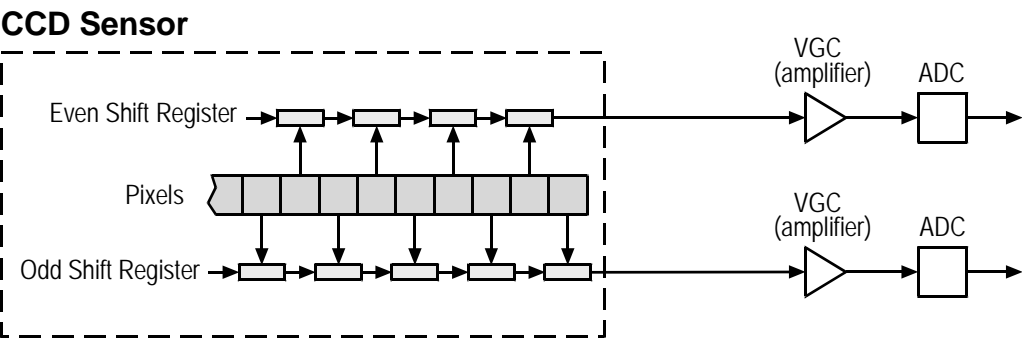 CCD Sensor
VGC
(amplifier)
ADC
Even Shift Register
Pixels
VGC
(amplifier)
ADC
Odd Shift Register